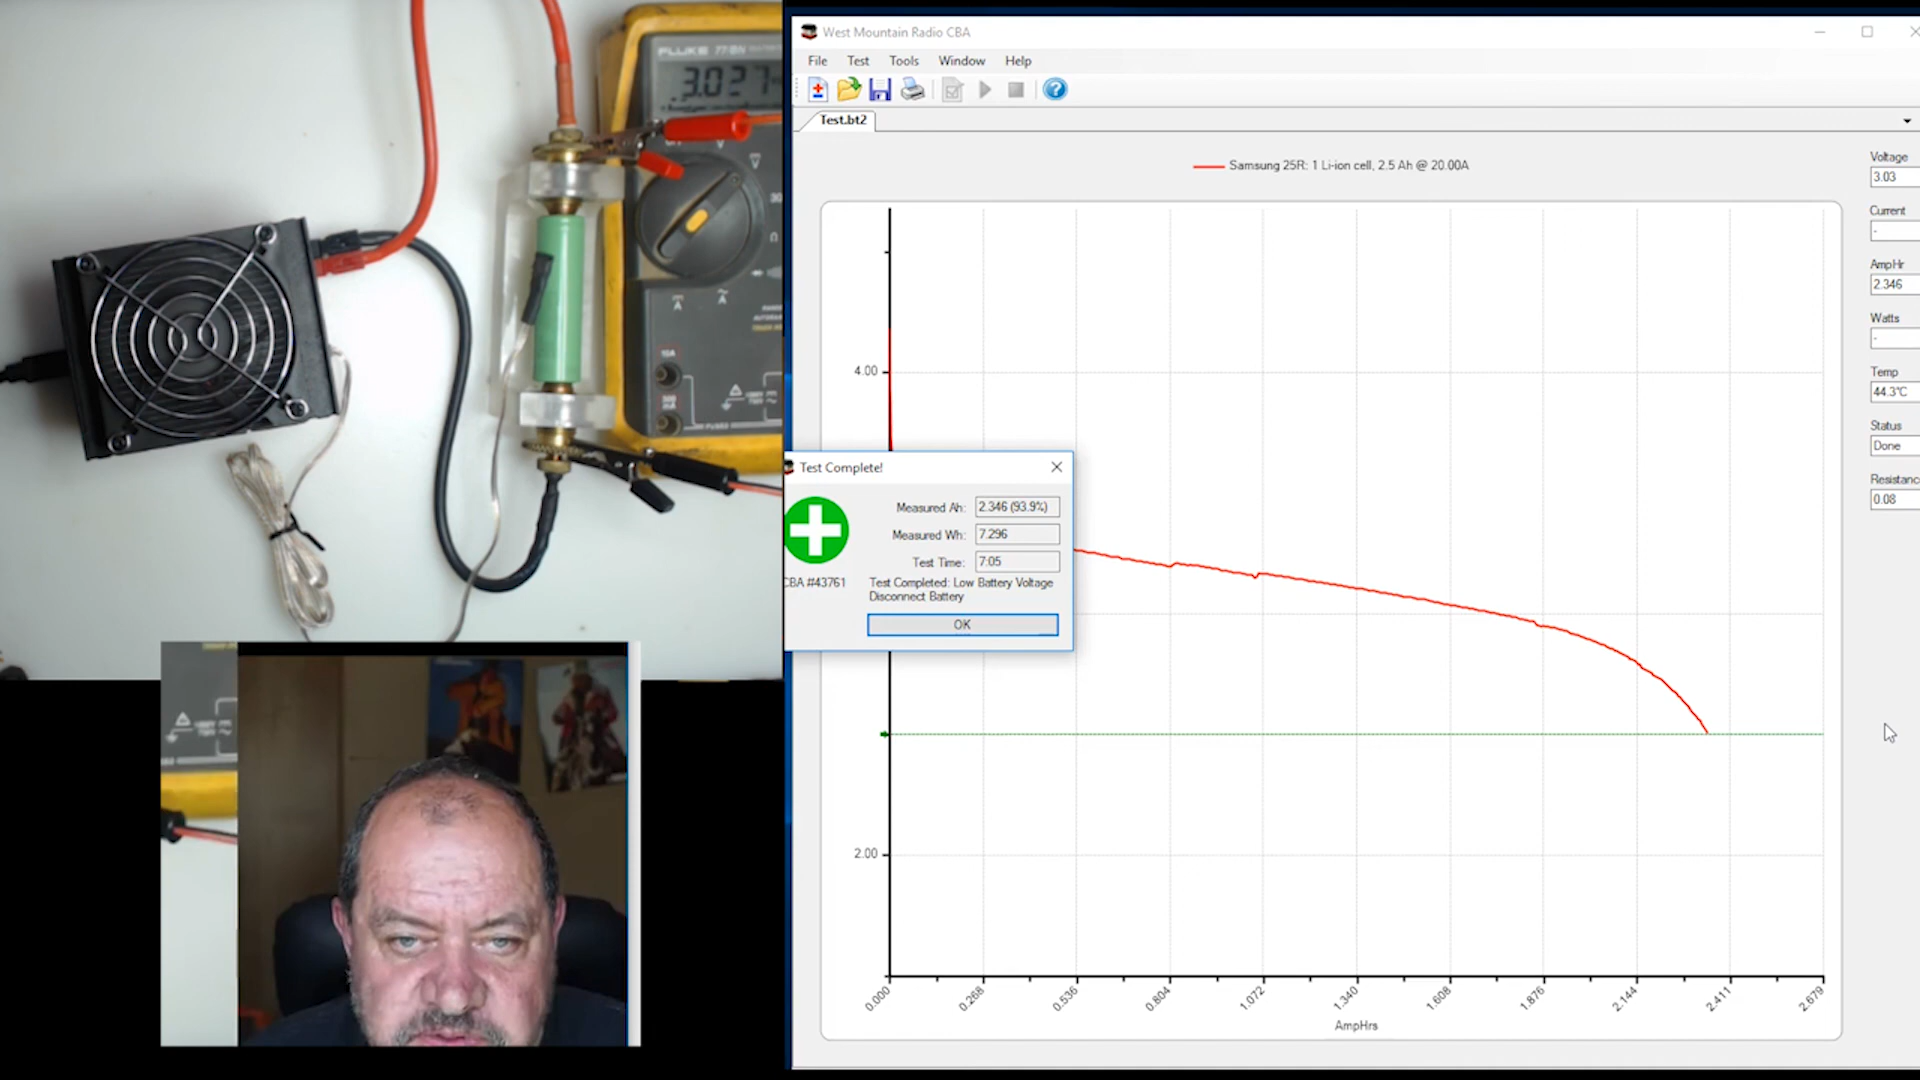 FLUKE 77
3.027
10A
FUSED
West Mountain Radio CBA
File Test Tools Window Help
Test.bt2
Samsung 25R: 1 Li-ion cell, 2.5 Ah @ 20.00A
4.00
2.00
0.000 0.268 0.536 0.804 1.072 1.340 1.608 1.876 2.144 2.411 2.679
AmpHrs
Test Complete!
Measured Ah: 2.346 (93.9%)
Measured Wh: 7.296
Test Time: 7:05
CBA #43761
Test Completed: Low Battery Voltage
Disconnect Battery
OK
Voltage
3.03
Current
-
AmpHr
2.346
Watts
-
Temp
44.3°C
Status
Done
Resistanc
0.08